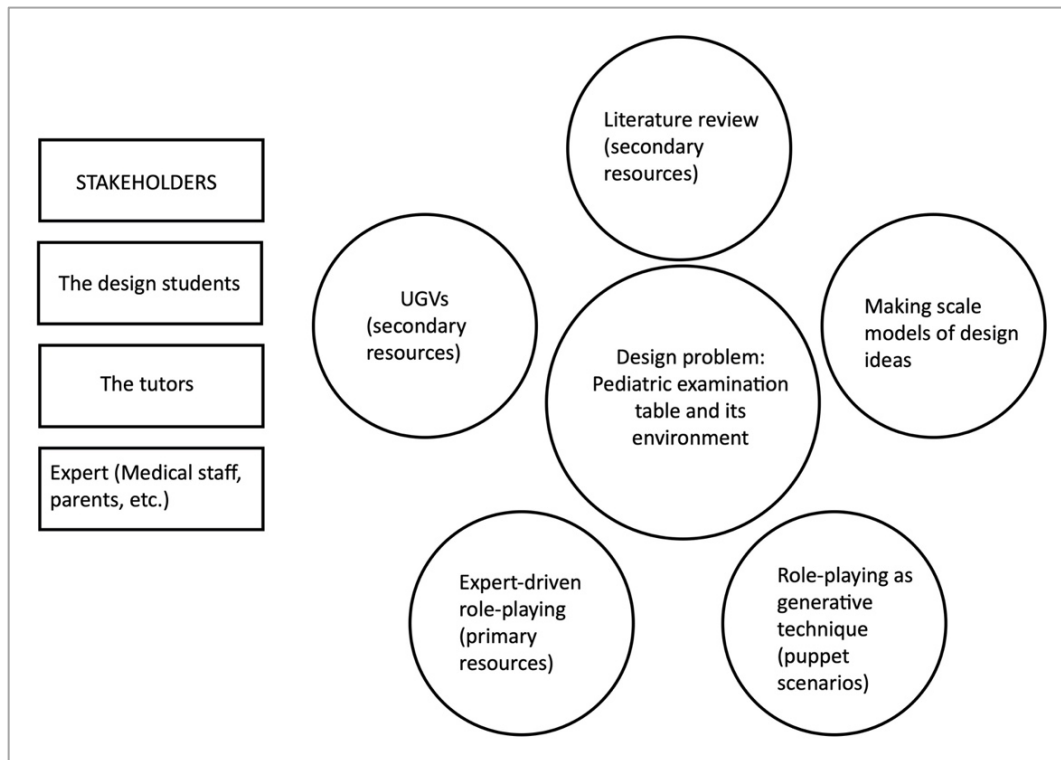 STAKEHOLDERS
The design students
The tutors
Expert (Medical staff,
parents, etc.)
Literature review
(secondary
resources)
UGVs
(secondary
resources)
Making scale
models of design
ideas
Design problem:
Pediatric examination
table and its
environment
Expert-driven
role-playing
(primary
resources)
Role-playing as
generative
technique
(puppet
scenarios)